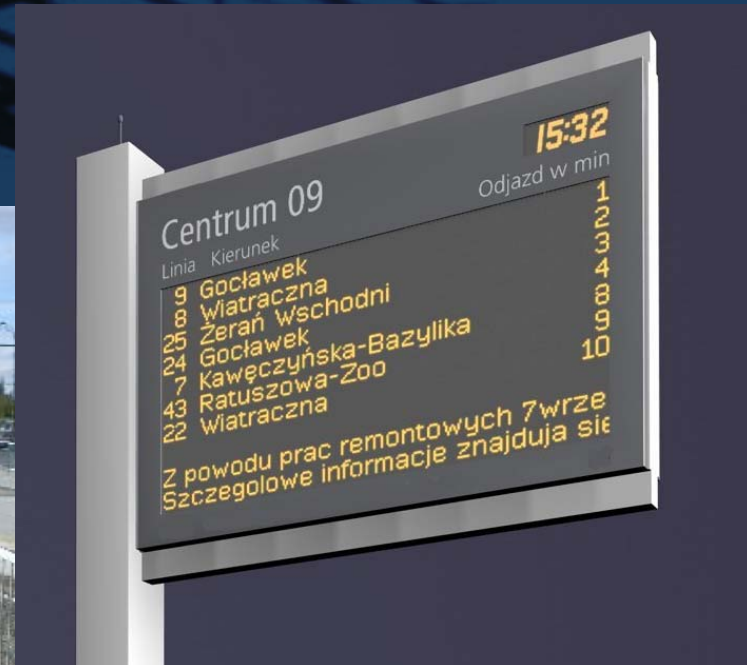 15:32
Centrum 09
Odjazd w min
Linia Kierunek
9 Gocławek 1
8 Wiatraczna 2
25 Żerań Wschodni 3
24 Gocławek 4
7 Kawęczyńska-Bazylika 8
43 Ratuszowa-Zoo 9
22 Wiatraczna 10
Z powodu prac remontowych 7wrze
Szczegolowe informacje znajduja sie